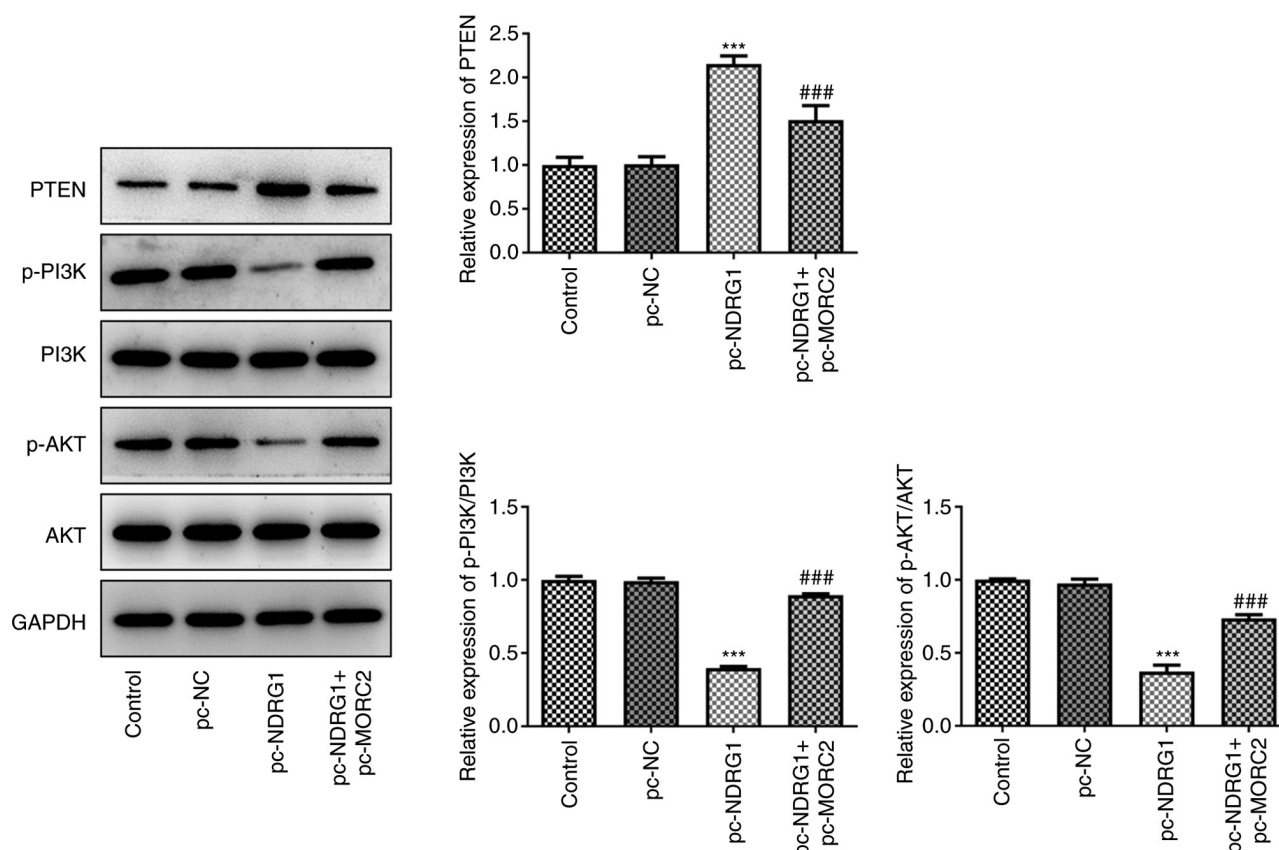 PTEN
p-PI3K
PI3K
p-AKT
AKT
GAPDH
Control
pc-NC
pc-NDRG1
pc-NDRG1+
pc-MORC2
Relative expression of PTEN
2.5
2.0
1.5
1.0
0.5
0.0
***
###
Control
pc-NC
pc-NDRG1
pc-NDRG1+
pc-MORC2
Relative expression of p-PI3K/PI3K
1.5
1.0
0.5
0.0
***
###
Control
pc-NC
pc-NDRG1
pc-NDRG1+
pc-MORC2
Relative expression of p-AKT/AKT
1.5
1.0
0.5
0.0
***
###
Control
pc-NC
pc-NDRG1
pc-NDRG1+
pc-MORC2